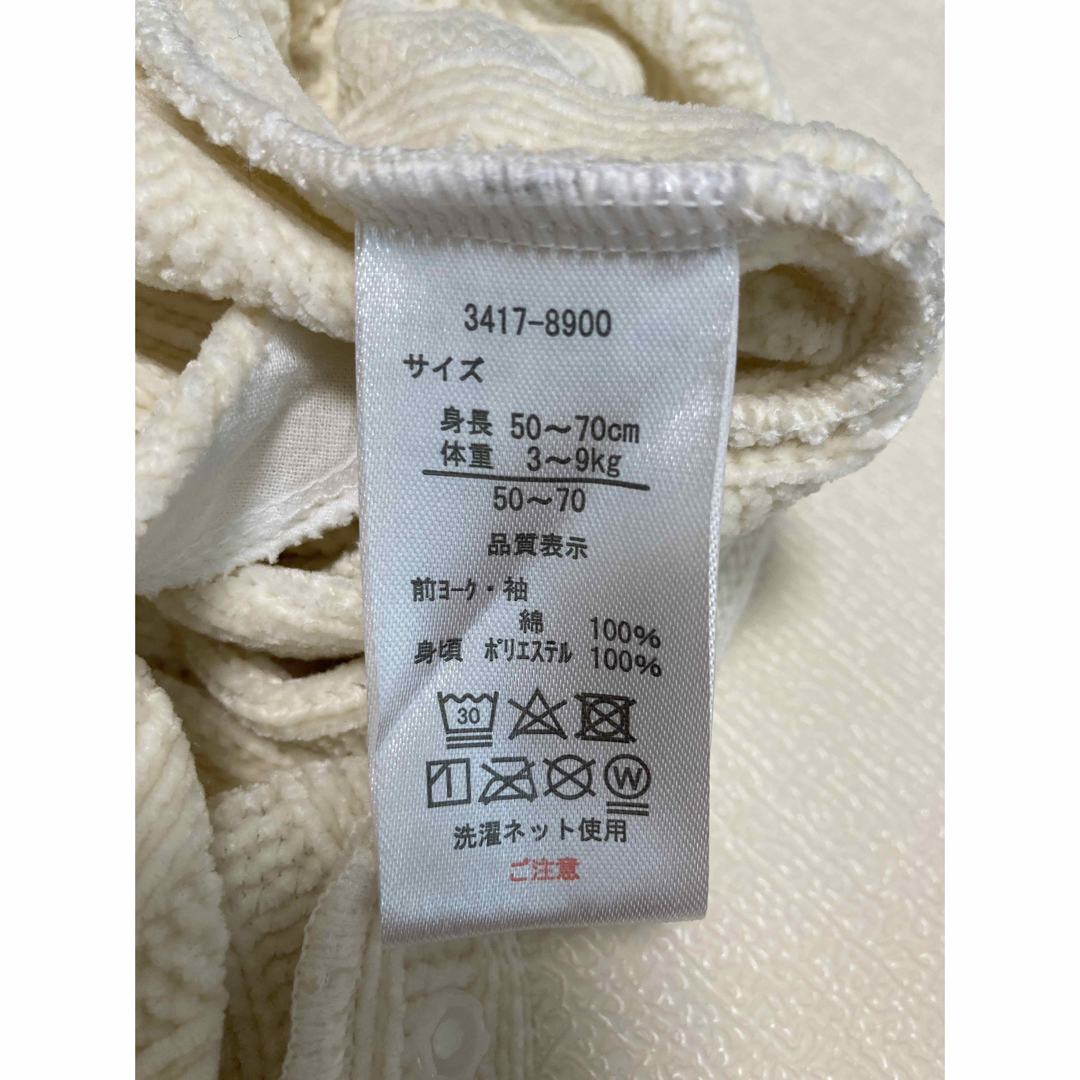 3417-8900
サイズ
身長 50～70cm
体重 3～9kg
50～70
品質表示
前ﾖｰｸ・袖
綿 100%
身頃 ﾎﾟﾘｴｽﾃﾙ 100%
30
W
洗濯ネット使用
ご注意